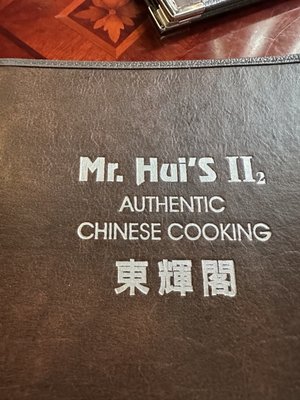 Mr. Hui'S II2
AUTHENTIC
CHINESE COOKING
東輝閣